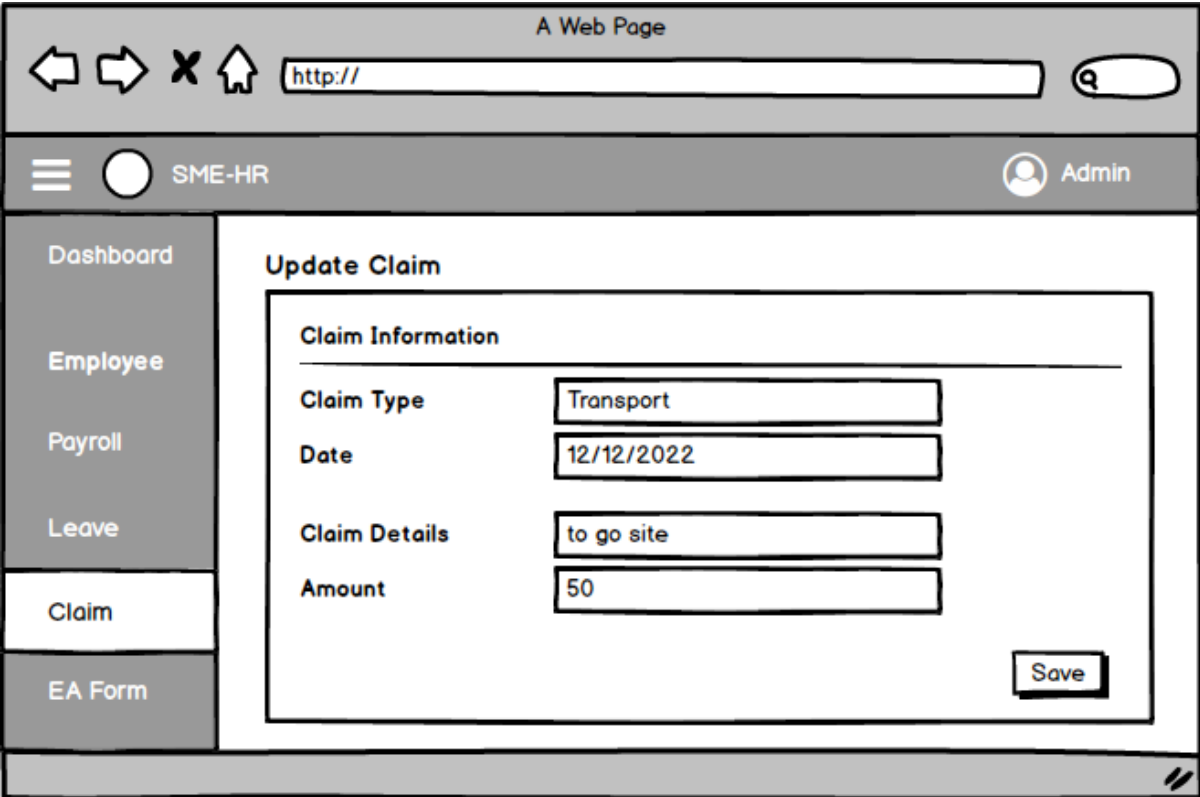 A Web Page
http://
SME-HR
Admin
Dashboard
Employee
Payroll
Leave
Claim
EA Form
Update Claim
Claim Information
Claim Type Transport
Date 12/12/2022
Claim Details to go site
Amount 50
Save